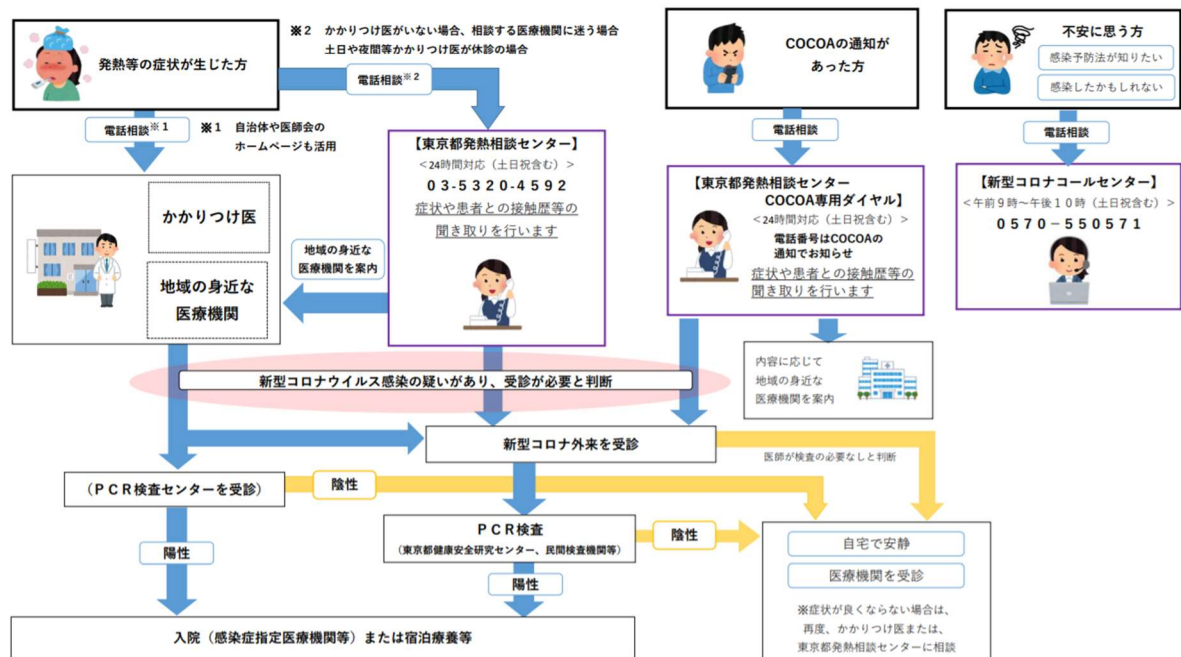 発熱等の症状が生じた方
※2 かかりつけ医がいない場合、相談する医療機関に迷う場合
土日や夜間等かかりつけ医が休診の場合
電話相談※2
電話相談※1
※1 自治体や医師会の
ホームページも活用
かかりつけ医
地域の身近な
医療機関
【東京都発熱相談センター】
＜24時間対応（土日祝含む）＞
03-5320-4592
症状や患者との接触歴等の
聞き取りを行います
地域の身近な
医療機関を案内
COCOAの通知が
あった方
電話相談
【東京都発熱相談センター
COCOA専用ダイヤル】
＜24時間対応（土日祝含む）＞
電話番号はCOCOAの
通知でお知らせ
症状や患者との接触歴等の
聞き取りを行います
内容に応じて
地域の身近な
医療機関を案内
不安に思う方
感染予防法が知りたい
感染したかもしれない
電話相談
【新型コロナコールセンター】
＜午前９時～午後１０時（土日祝含む）＞
0570－550571
新型コロナウイルス感染の疑いがあり、受診が必要と判断
新型コロナ外来を受診
医師が検査の必要なしと判断
（ＰＣＲ検査センターを受診）
陰性
陽性
ＰＣＲ検査
（東京都健康安全研究センター、民間検査機関等）
陰性
陽性
自宅で安静
医療機関を受診
※症状が良くならない場合は、
再度、かかりつけ医または、
東京都発熱相談センターに相談
入院（感染症指定医療機関等）または宿泊療養等